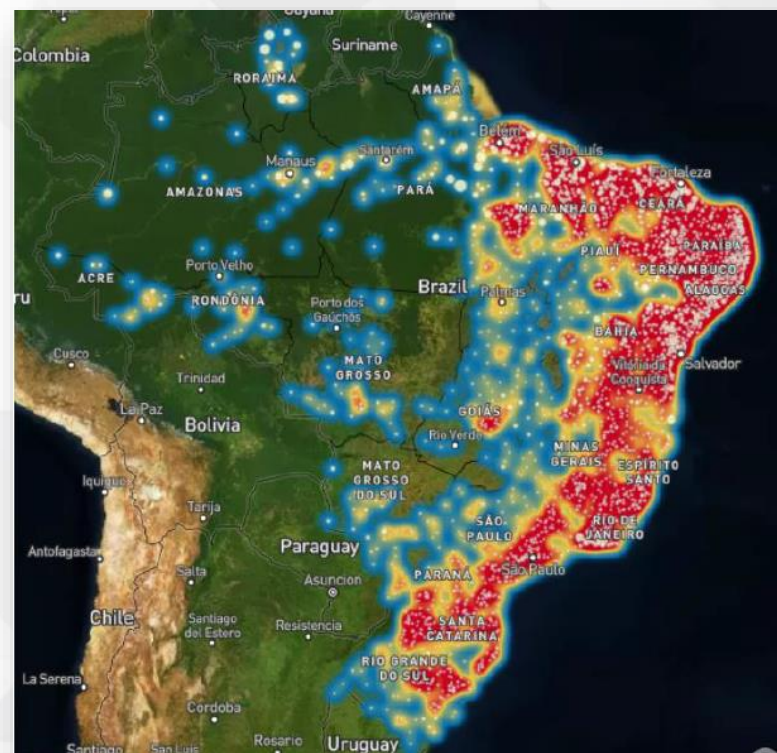 Cayenne
Suriname
Colombia
RORAIMA
AMAPÁ
Belém
São Luís
Santarém
Manaus
Fortaleza
AMAZONAS
PARÁ
CEARÁ
MARANHÃO
PARAÍBA
PIAUÍ
PERNAMBUCO
Porto Velho
ACRE
Brazil
Palmas
ALAGOAS
RONDÔNIA
Porto dos
Gaúchos
BAHIA
Cusco
MATO
GROSSO
Salvador
Vitória da
Conquista
Trinidad
La Paz
GOIÁS
Bolivia
Rio Verde
MINAS
GERAIS
ESPÍRITO
SANTO
MATO
GROSSO
DO SUL
Iquique
Tarija
SÃO
PAULO
RIO DE
JANEIRO
Paraguay
Antofagasta
São Paulo
Salta
PARANÁ
Asuncion
Chile
Santiago
del Estero
Resistencia
SANTA
CATARINA
RIO GRANDE
DO SUL
La Serena
Córdoba
Rosario
Uruguay
Santiago
San Luis